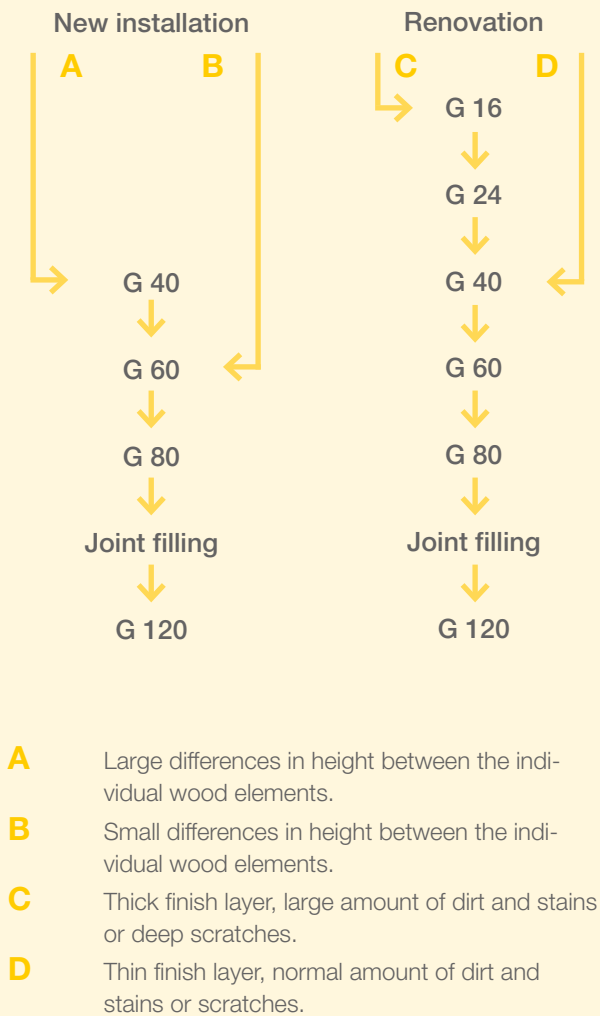 New installation
Renovation
A
B
C
D
G 16
G 24
G 40
G 40
G 60
G 60
G 80
G 80
Joint filling
Joint filling
G 120
G 120
A Large differences in height between the indi-
vidual wood elements.
B Small differences in height between the indi-
vidual wood elements.
C Thick finish layer, large amount of dirt and stains
or deep scratches.
D Thin finish layer, normal amount of dirt and
stains or scratches.